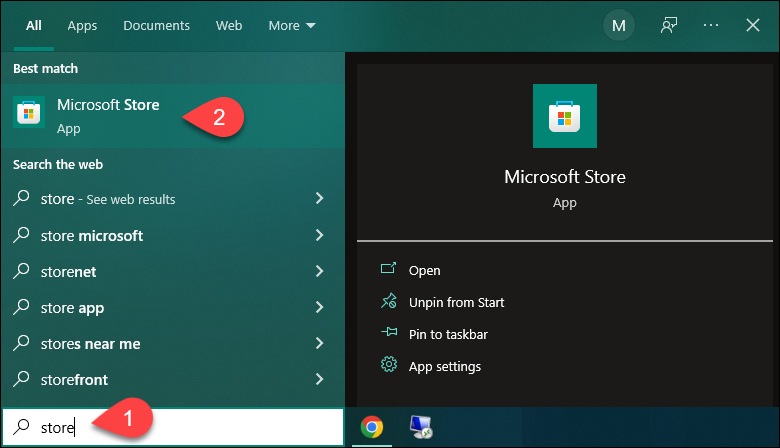 All Apps Documents Web More M
Best match
Microsoft Store
App
2
Search the web
store - See web results
store microsoft
storenet
store app
stores near me
storefront
store
1
Microsoft Store
App
Open
Unpin from Start
Pin to taskbar
App settings